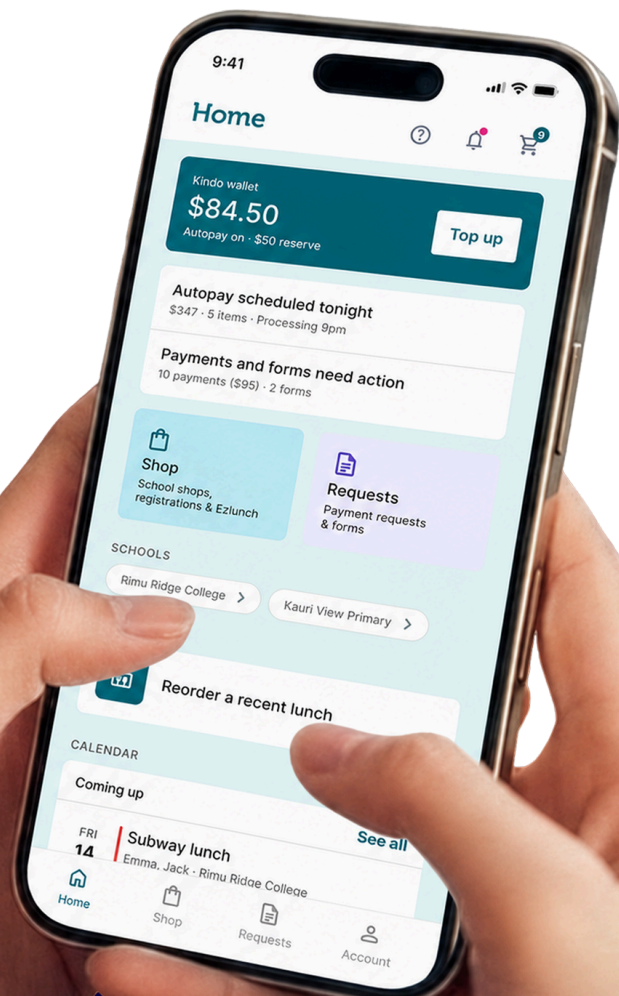 9:41
Home
9
Kindo wallet
$84.50
Autopay on · $50 reserve
Top up
Autopay scheduled tonight
$347 · 5 items · Processing 9pm
Payments and forms need action
10 payments ($95) · 2 forms
Shop
School shops,
registrations & Ezlunch
Requests
Payment requests
& forms
SCHOOLS
Rimu Ridge College
Kauri View Primary
Reorder a recent lunch
CALENDAR
Coming up
See all
FRI
14
Subway lunch
Emma, Jack · Rimu Ridge College
Home
Shop
Requests
Account